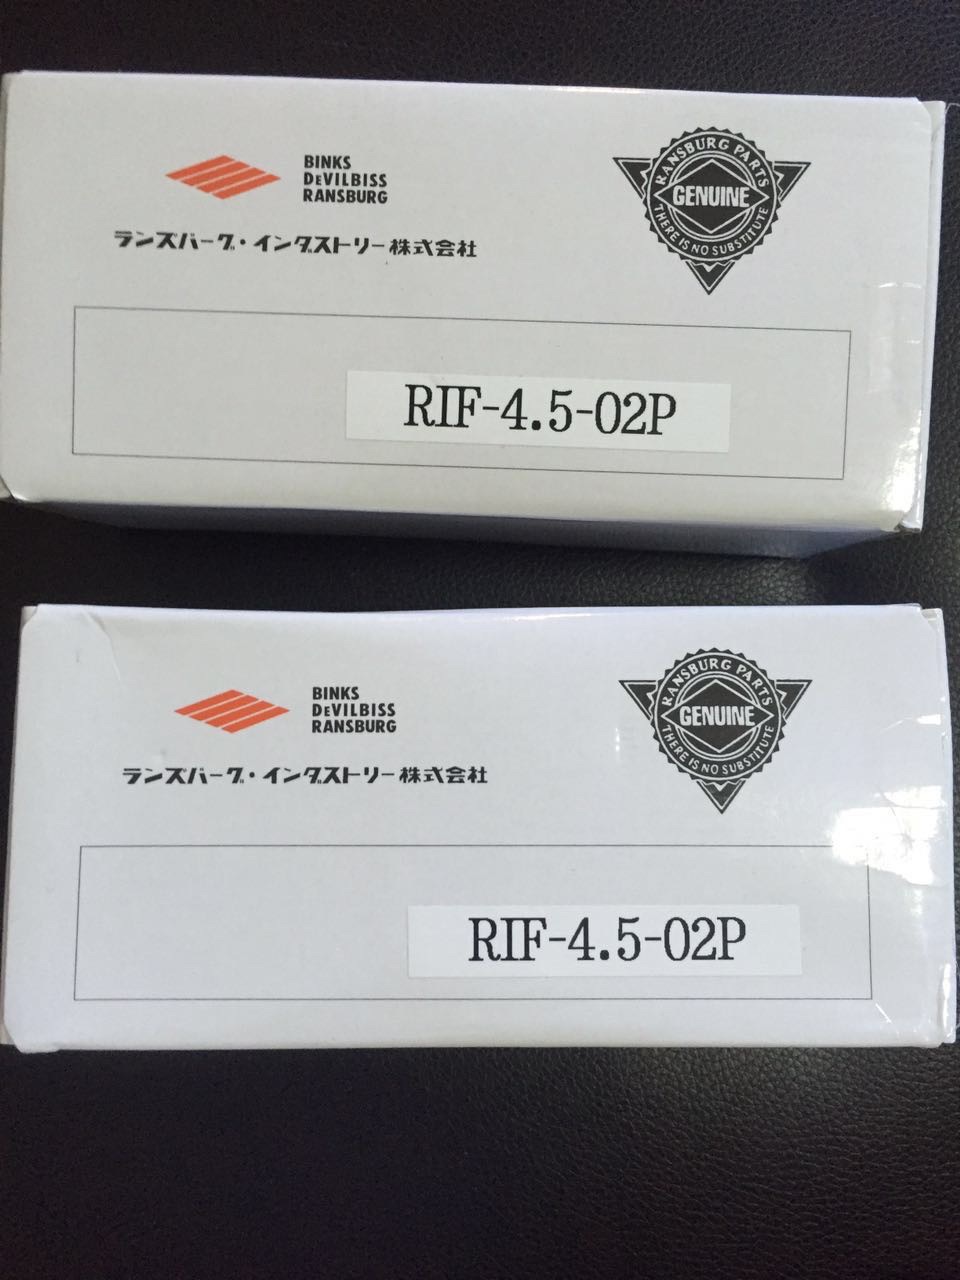 BINKS
DEVILBISS
RANSBURG
ランズバーグ・インダストリー株式会社
RANSBURG PARTS
GENUINE
THERE IS NO SUBSTITUTE
RIF-4.5-02P
BINKS
DEVILBISS
RANSBURG
ランズバーグ・インダストリー株式会社
RANSBURG PARTS
GENUINE
THERE IS NO SUBSTITUTE
RIF-4.5-02P